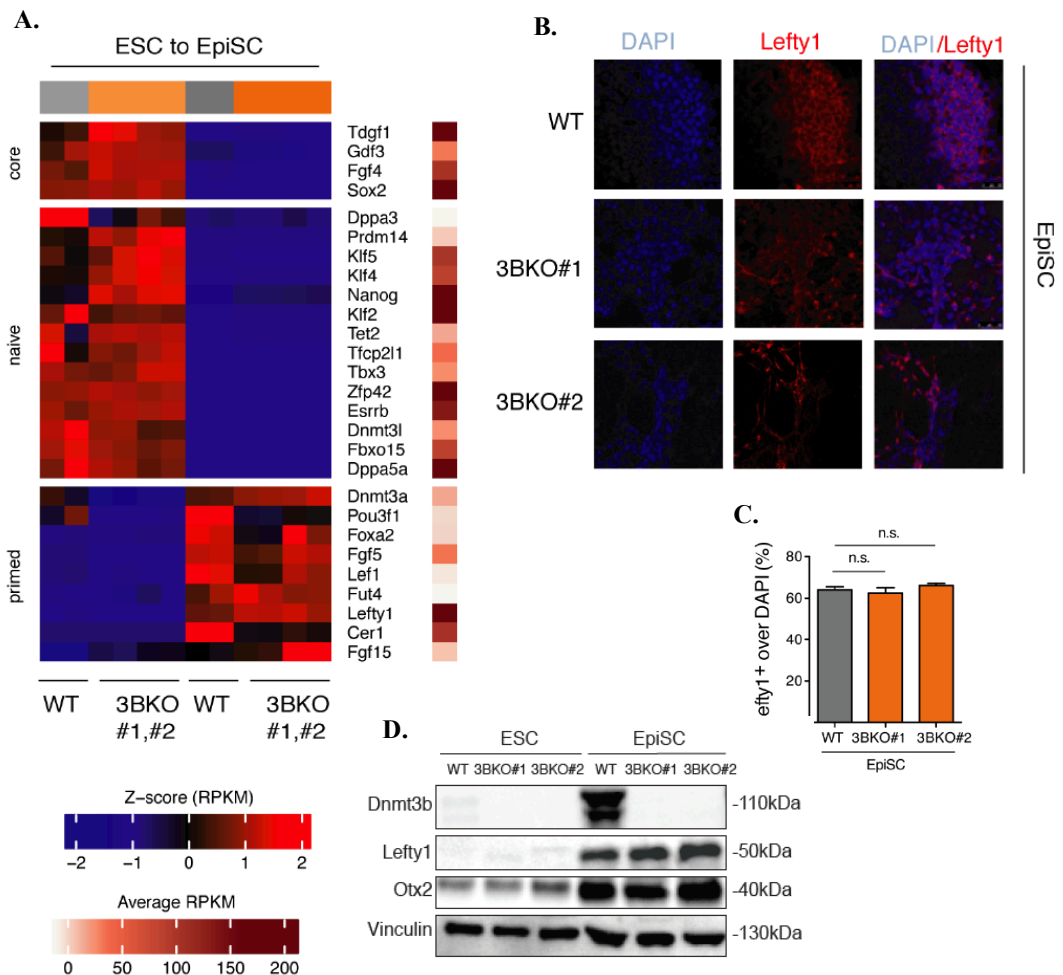 A.
ESC to EpiSC
core
Tdgf1
Gdf3
Fgf4
Sox2
naive
Dppa3
Prdm14
Klf5
Klf4
Nanog
Klf2
Tet2
Tfcp2l1
Tbx3
Zfp42
Esrrb
Dnmt3l
Fbxo15
Dppa5a
primed
Dnmt3a
Pou3f1
Foxa2
Fgf5
Lef1
Fut4
Lefty1
Cer1
Fgf15
WT 3BKO WT 3BKO
#1,#2 #1,#2
Z−score (RPKM)
−2 −1 0 1 2
Average RPKM
0 50 100 150 200
B.
DAPI Lefty1 DAPI/Lefty1
WT
3BKO#1
3BKO#2
EpiSC
C.
efty1+ over DAPI (%)
n.s.
n.s.
80
60
40
20
WT 3BKO#1 3BKO#2
EpiSC
D.
ESC EpiSC
WT 3BKO#1 3BKO#2 WT 3BKO#1 3BKO#2
Dnmt3b -110kDa
Lefty1 -50kDa
Otx2 -40kDa
Vinculin -130kDa